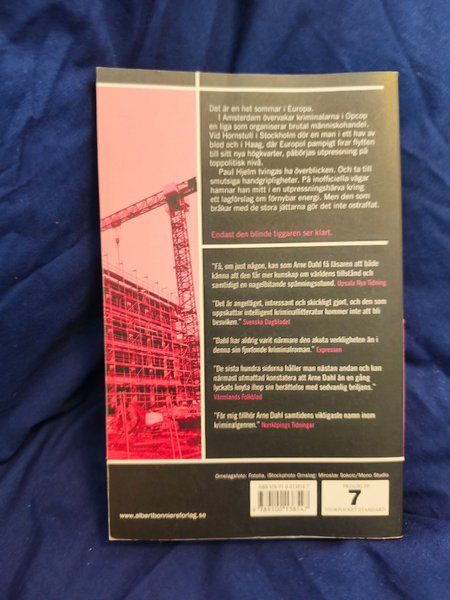 Det är en het sommar i Europa.
I Amsterdam övervakar kriminalarna i Opcop
en liga som organiserar brutal människohandel.
Vid Hornstull i Stockholm dör en man i ett hav av
blod och i Haag, där Europol pampigt firar flytten
till sitt nya högkvarter, påbörjas utpressning på
toppolitisk nivå.
Paul Hjelm tvingas ha överblicken. Och ta till
smutsiga handgripligheter. På inofficiella vägar
hamnar han mitt i en utpressningshärva kring
ett lagförslag om förnybar energi. Men den som
bråkar med de stora jättarna gör det inte ostraffat.
Endast den blinde tiggaren ser klart.
"Få, om just någon, kan som Arne Dahl få läsaren att både
känna att den får mer kunskap om världens tillstånd och
samtidigt en nagelbitande spänningsstund. Upsala Nya Tidning
"Det är angeläget, intressant och skickligt gjort, och den som
uppskattar intelligent kriminallitteratur kommer inte att bli
besviken." Svenska Dagbladet
"Dahl har aldrig varit närmare den akuta verkligheten än i
denna sin fjortonde kriminalroman." Expressen
"De sista hundra sidorna håller man nästan andan och kan
närmast utmattad konstatera att Arne Dahl än en gång
lyckats knyta ihop sin berättelse med sedvanlig briljans."
Värmlands Folkblad
"För mig tillhör Arne Dahl samtidens viktigaste namn inom
kriminalgenren." Norrköpings Tidningar
Omslagsfoto: Fotolia, iStockphoto Omslag: Miroslav Sokcic/Mono Studio
www.albertbonniersforlag.se
7